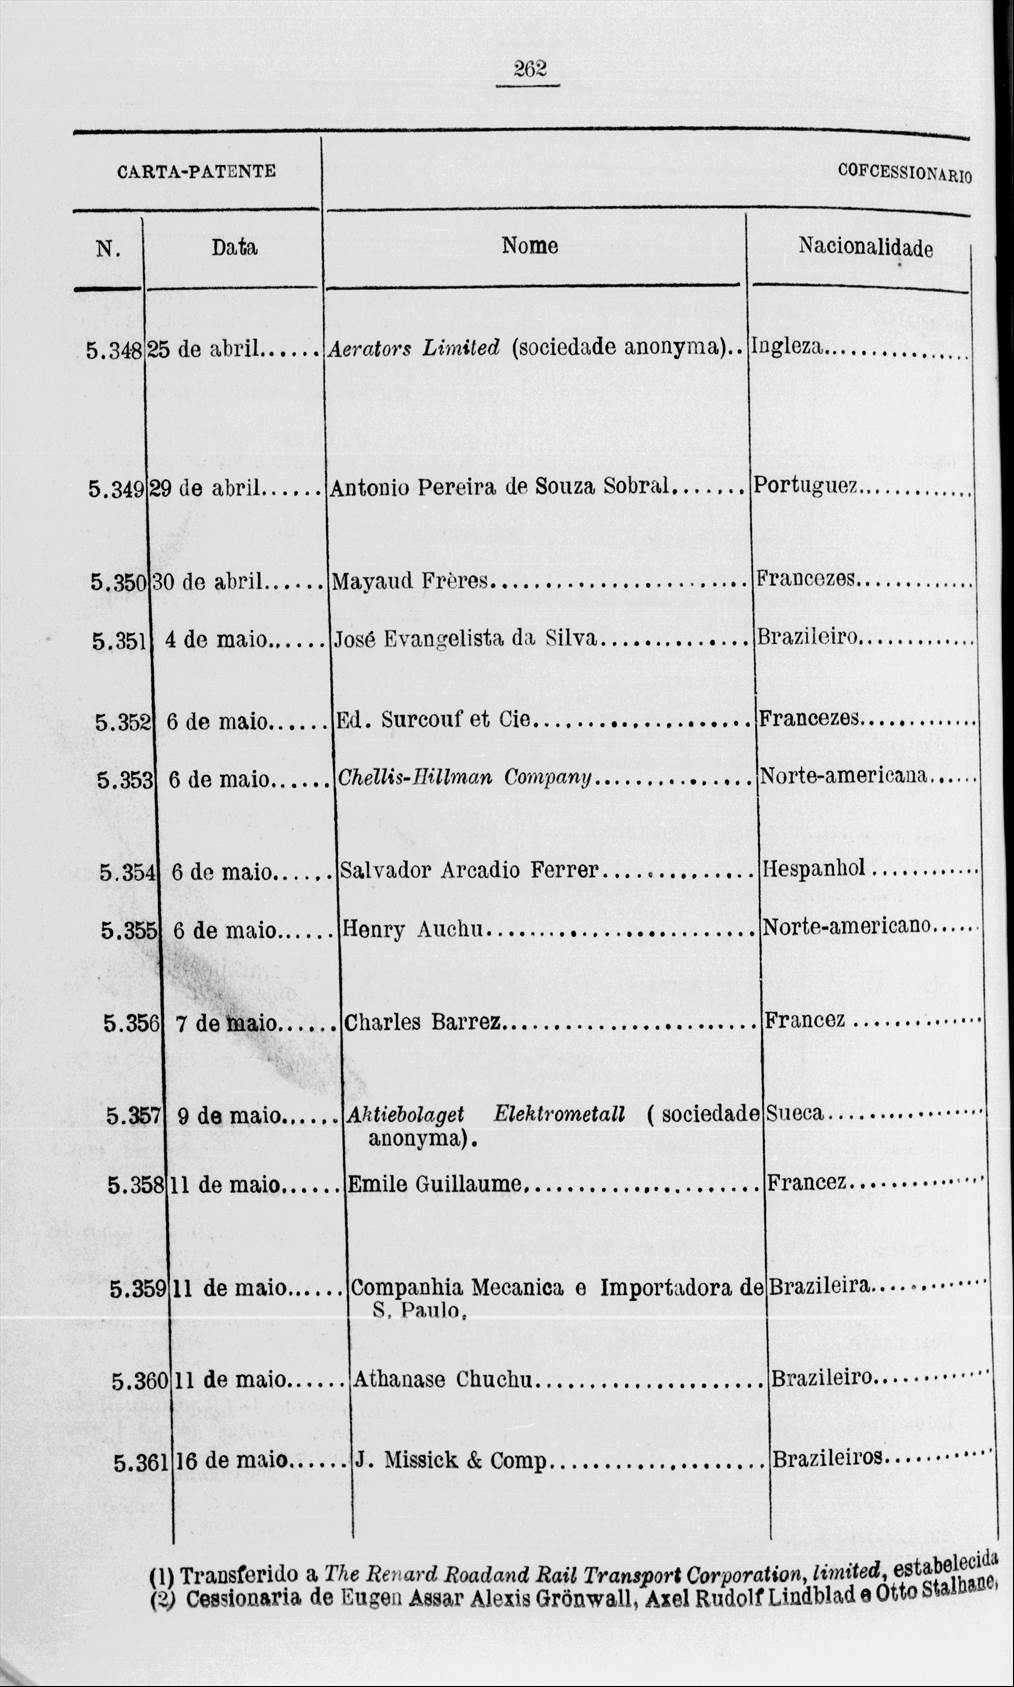 262
CARTA-PATENTE COFCESSIONARIO
N. Data Nome Nacionalidade
5.348 25 de abril...... Aerators Limited (sociedade anonyma).. Ingleza................
5.349 29 de abril...... Antonio Pereira de Souza Sobral....... Portuguez.............
5.350 30 de abril...... Mayaud Frères........................ Francezes.............
5.351 4 de maio...... José Evangelista da Silva.............. Brazileiro.............
5.352 6 de maio...... Ed. Surcouf et Cie.................... Francezes.............
5.353 6 de maio...... Chellis-Hillman Company............... Norte-americana......
5.354 6 de maio...... Salvador Arcadio Ferrer.............. Hespanhol............
5.355 6 de maio...... Henry Auchu......................... Norte-americano......
5.356 7 de maio...... Charles Barrez........................ Francez..............
5.357 9 de maio...... Aktiebolaget Elektrometall ( sociedade Sueca.................
anonyma).
5.358 11 de maio...... Emile Guillaume....................... Francez..............
5.359 11 de maio...... Companhia Mecanica e Importadora de Brazileira.............
S. Paulo.
5.360 11 de maio...... Athanase Chuchu...................... Brazileiro.............
5.361 16 de maio...... J. Missick & Comp..................... Brazileiros............
(1) Transferido a The Renard Roadand Rail Transport Corporation, limited, estabelecida
(2) Cessionaria de Eugen Assar Alexis Grönwall, Axel Rudolf Lindblad e Otto Stalhane,